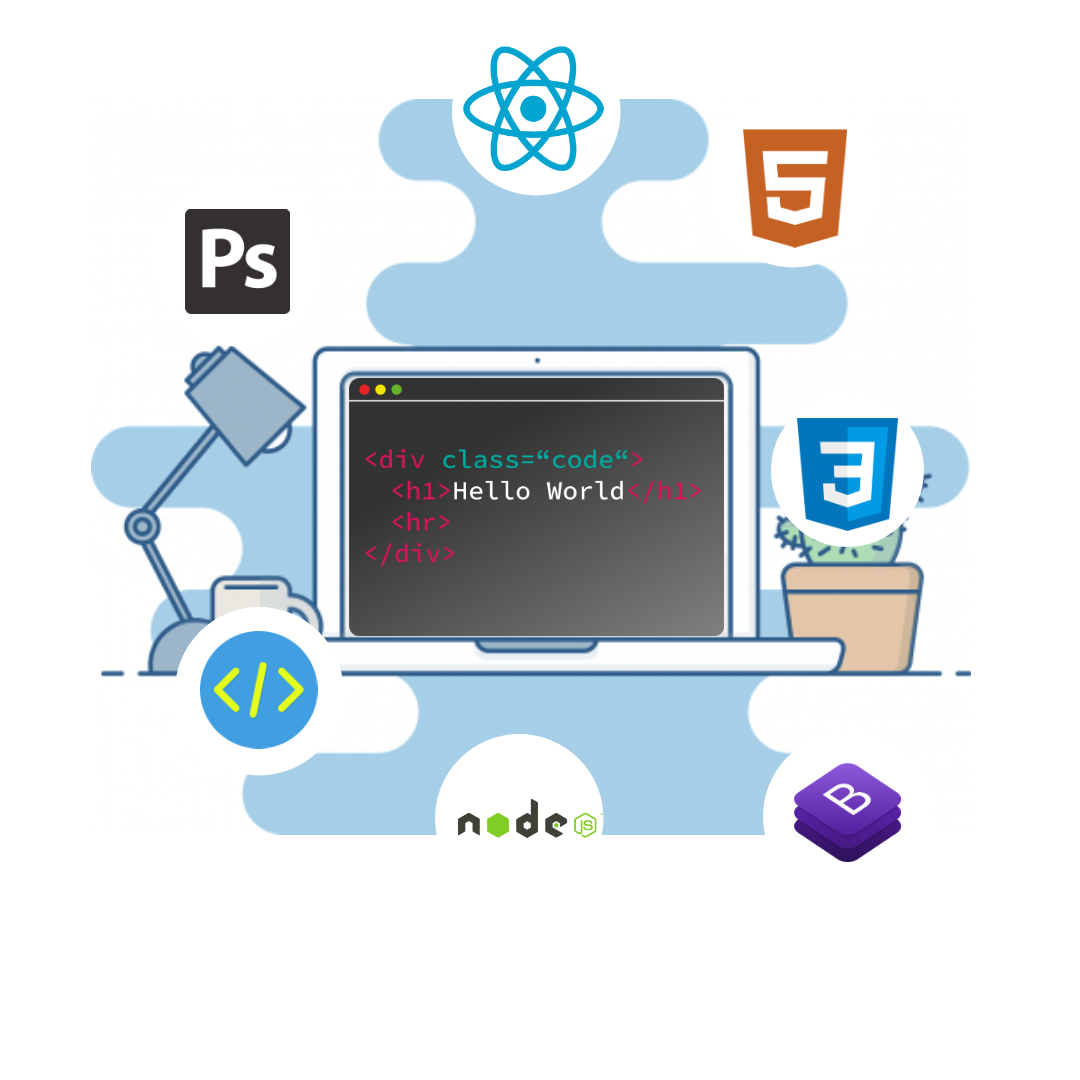 5
Ps
<div class=“code“>
<h1>Hello World</h1>
<hr>
</div>
3
</>
node JS
B